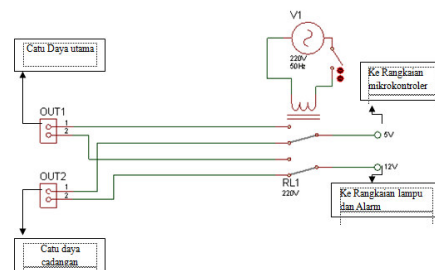 V1
220V
50Hz
Catu Daya utama
Ke Rangkaian
mikrokontroler
OUT1
1
2
5V
OUT2
1
2
12V
RL1
220V
Ke Rangkaian lampu
dan Alarm
Catu daya
cadangan